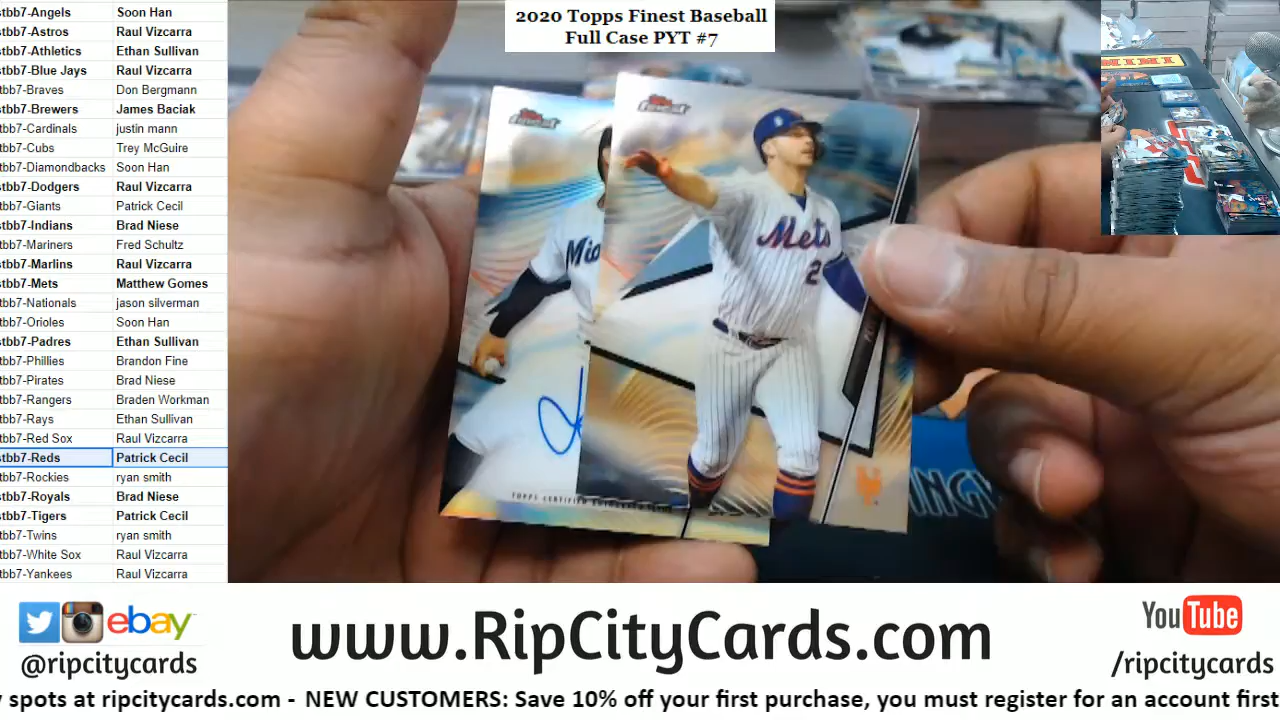 tbb7-Angels Soon Han
tbb7-Astros Raul Vizcarra
tbb7-Athletics Ethan Sullivan
tbb7-Blue Jays Raul Vizcarra
tbb7-Braves Don Bergmann
tbb7-Brewers James Baciak
tbb7-Cardinals justin mann
tbb7-Cubs Trey McGuire
tbb7-Diamondbacks Soon Han
tbb7-Dodgers Raul Vizcarra
tbb7-Giants Patrick Cecil
tbb7-Indians Brad Niese
tbb7-Mariners Fred Schultz
tbb7-Marlins Raul Vizcarra
tbb7-Mets Matthew Gomes
tbb7-Nationals jason silverman
tbb7-Orioles Soon Han
tbb7-Padres Ethan Sullivan
tbb7-Phillies Brandon Fine
tbb7-Pirates Brad Niese
tbb7-Rangers Braden Workman
tbb7-Rays Ethan Sullivan
tbb7-Red Sox Raul Vizcarra
tbb7-Reds Patrick Cecil
tbb7-Rockies ryan smith
tbb7-Royals Brad Niese
tbb7-Tigers Patrick Cecil
tbb7-Twins ryan smith
tbb7-White Sox Raul Vizcarra
tbb7-Yankees Raul Vizcarra
2020 Topps Finest Baseball
Full Case PYT #7
Topps finest
Topps finest
Mets
2
Mia
TOPPS CERTIFIED
ebay
@ripcitycards
www.RipCityCards.com
YouTube
/ripcitycards
spots at ripcitycards.com - NEW CUSTOMERS: Save 10% off your first purchase, you must register for an account first